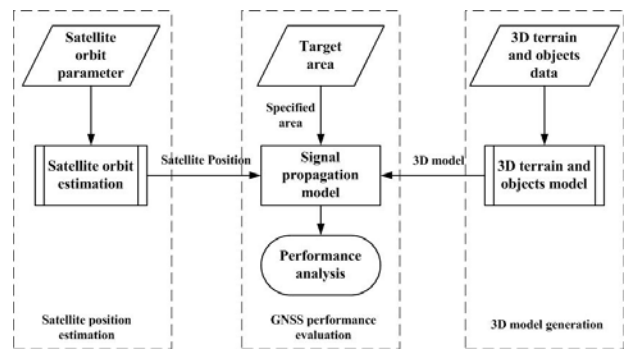 Satellite
orbit
parameter
Target
area
3D terrain
and objects
data
Specified
area
Satellite orbit
estimation
Satellite Position
Signal
propagation
model
3D model
3D terrain and
objects model
Performance
analysis
Satellite position
estimation
GNSS performance
evaluation
3D model generation